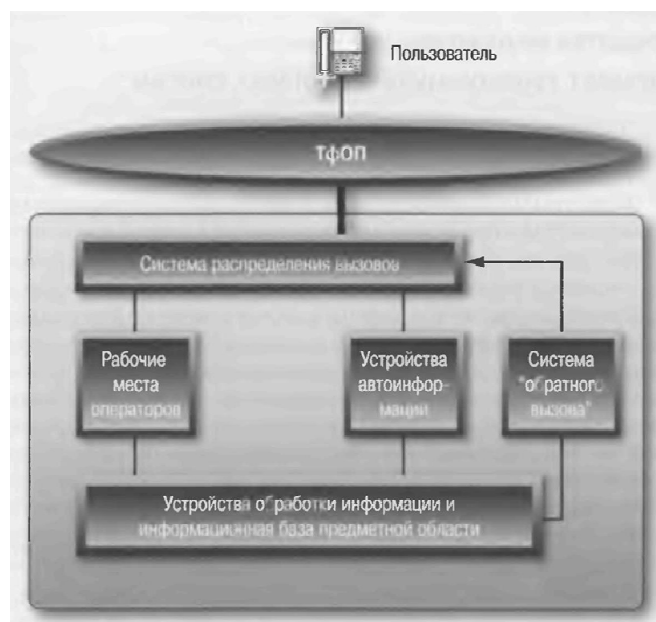 Пользователь
ТфОП
Система распределения вызовов
Рабочие
места
операторов
Устройства
автоинфор-
мации
Система
"обратного
вызова"
Устройства обработки информации и
информационная база предметной области